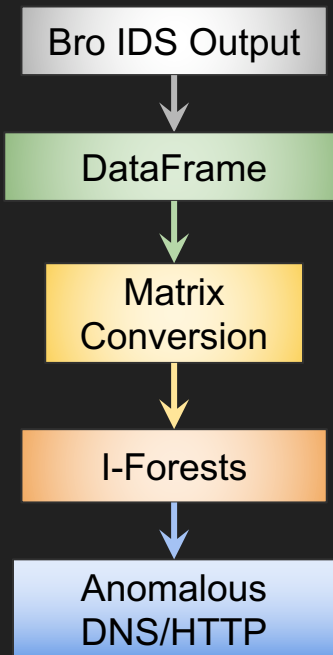 Bro IDS Output
DataFrame
Matrix
Conversion
I-Forests
Anomalous
DNS/HTTP